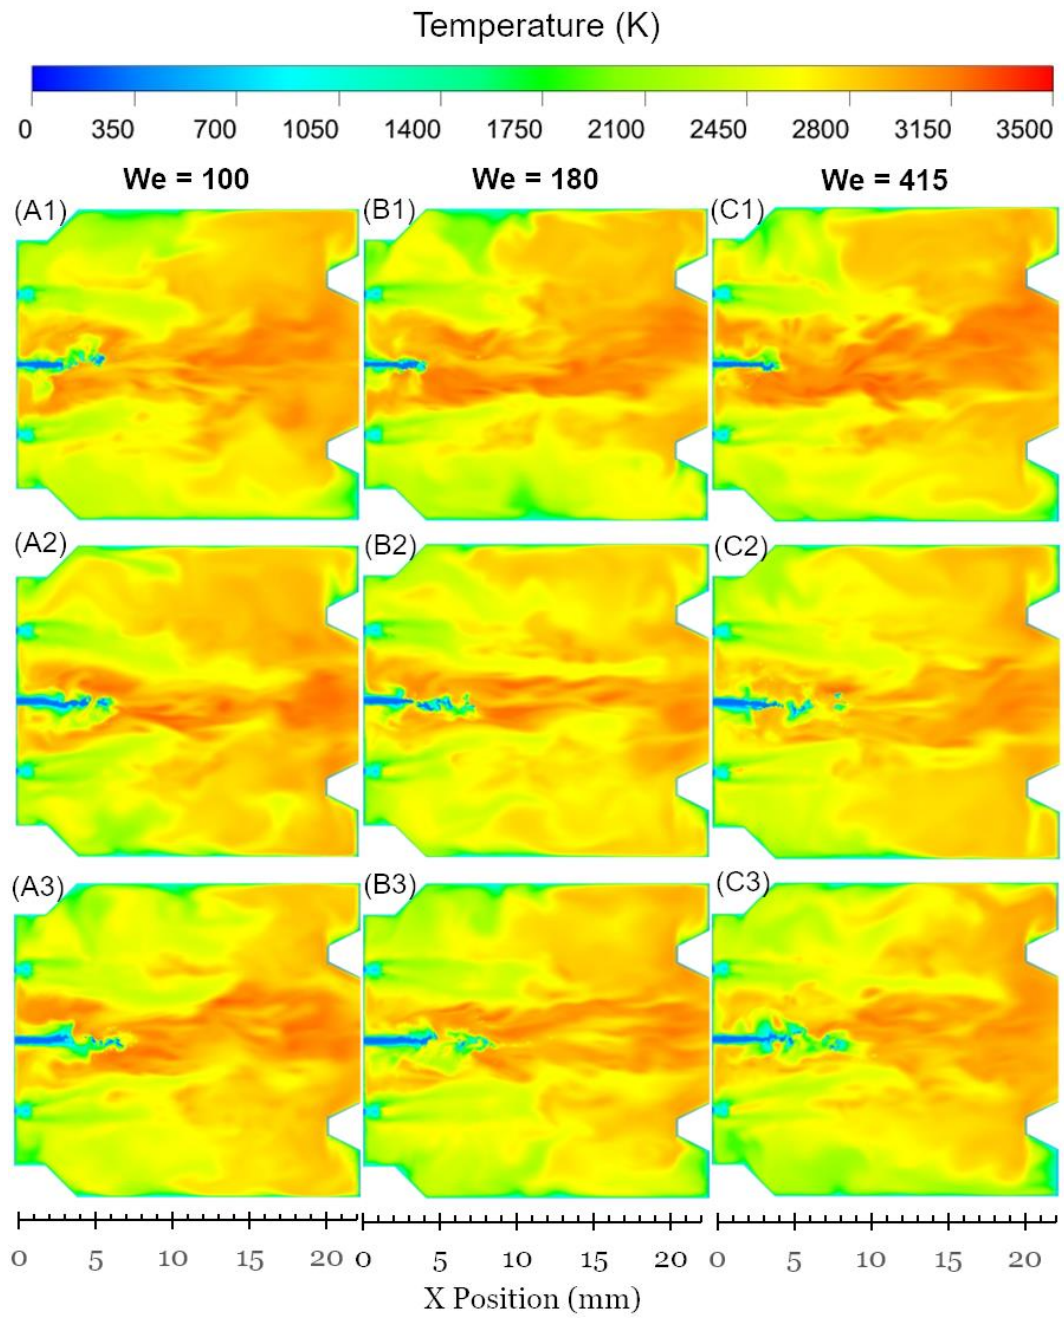 Temperature (K)
0 350 700 1050 1400 1750 2100 2450 2800 3150 3500
We = 100 We = 180 We = 415
(A1) (B1) (C1)
(A2) (B2) (C2)
(A3) (B3) (C3)
0 5 10 15 20 0 5 10 15 20 0 5 10 15 20
X Position (mm)